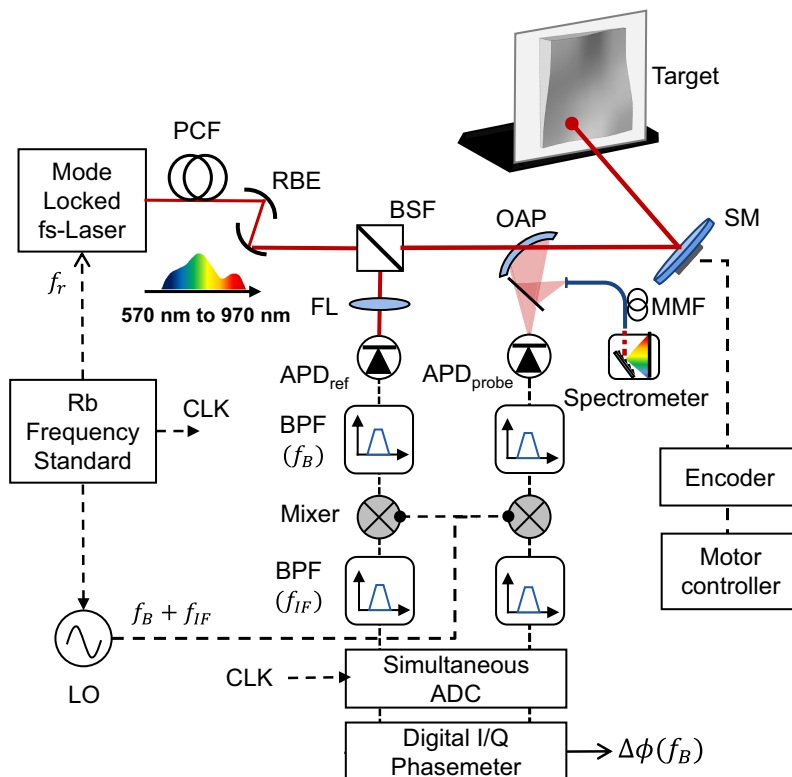 Target
PCF
Mode
Locked
fs-Laser
RBE
BSF
OAP
SM
f_r
570 nm to 970 nm
FL
MMF
APD_ref
APD_probe
Spectrometer
Rb
Frequency
Standard
CLK
BPF
(f_B)
Encoder
Mixer
Motor
controller
BPF
(f_IF)
f_B + f_IF
LO
CLK
Simultaneous
ADC
Digital I/Q
Phasemeter
Δϕ(f_B)